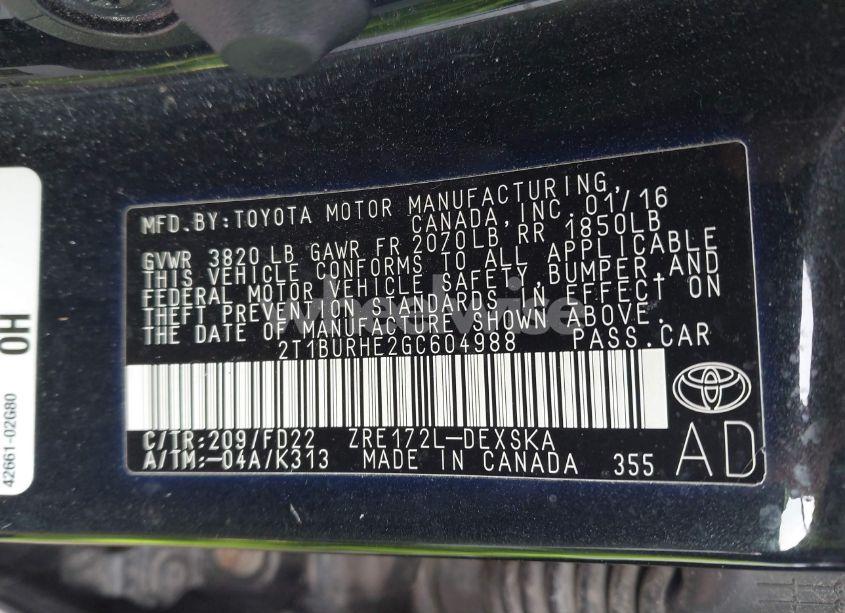 MFD.BY:TOYOTA MOTOR MANUFACTURING,
CANADA, INC. 01/16
GVWR 3820 LB GAWR FR 2070LB RR 1850LB
THIS VEHICLE CONFORMS TO ALL APPLICABLE
FEDERAL MOTOR VEHICLE SAFETY, BUMPER, AND
THEFT PREVENTION STANDARDS IN EFFECT ON
THE DATE OF MANUFACTURE SHOWN ABOVE.
2T1BURHE2GC604988 PASS.CAR
C/TR:209/FD22 ZRE172L-DEXSKA
A/TM:-04A/K313 MADE IN CANADA 355 AD
42661-02G80 0H